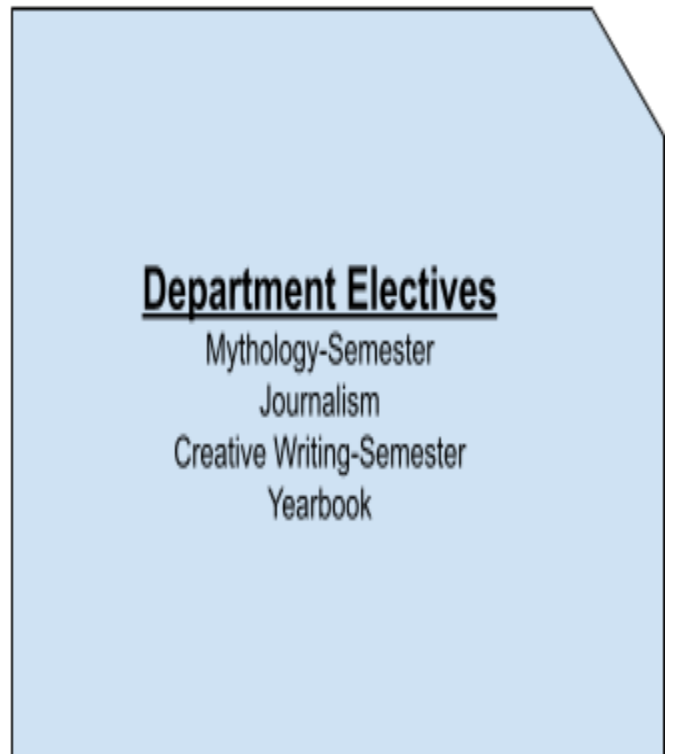 Department Electives
Mythology-Semester
Journalism
Creative Writing-Semester
Yearbook